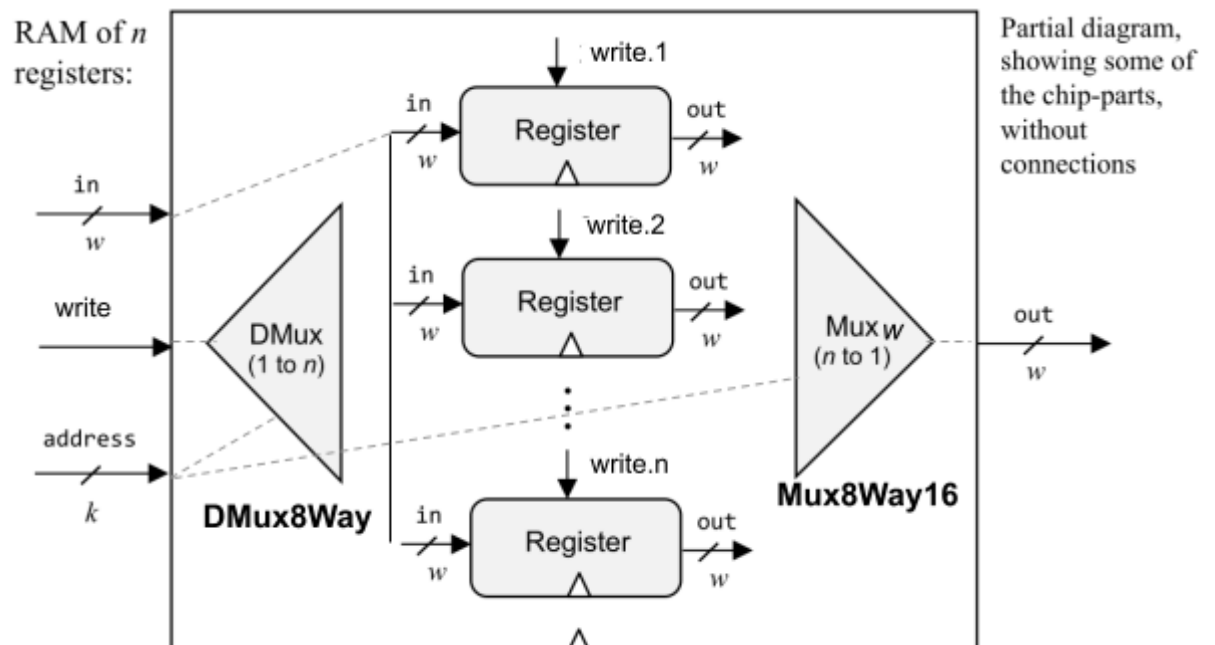 RAM of n
registers:
Partial diagram,
showing some of
the chip-parts,
without
connections
write.1
in
w
Register
out
w
in
w
write.2
in
w
Register
out
w
write
DMux
(1 to n)
Mux w
(n to 1)
out
w
address
k
write.n
DMux8Way
Mux8Way16
in
w
Register
out
w